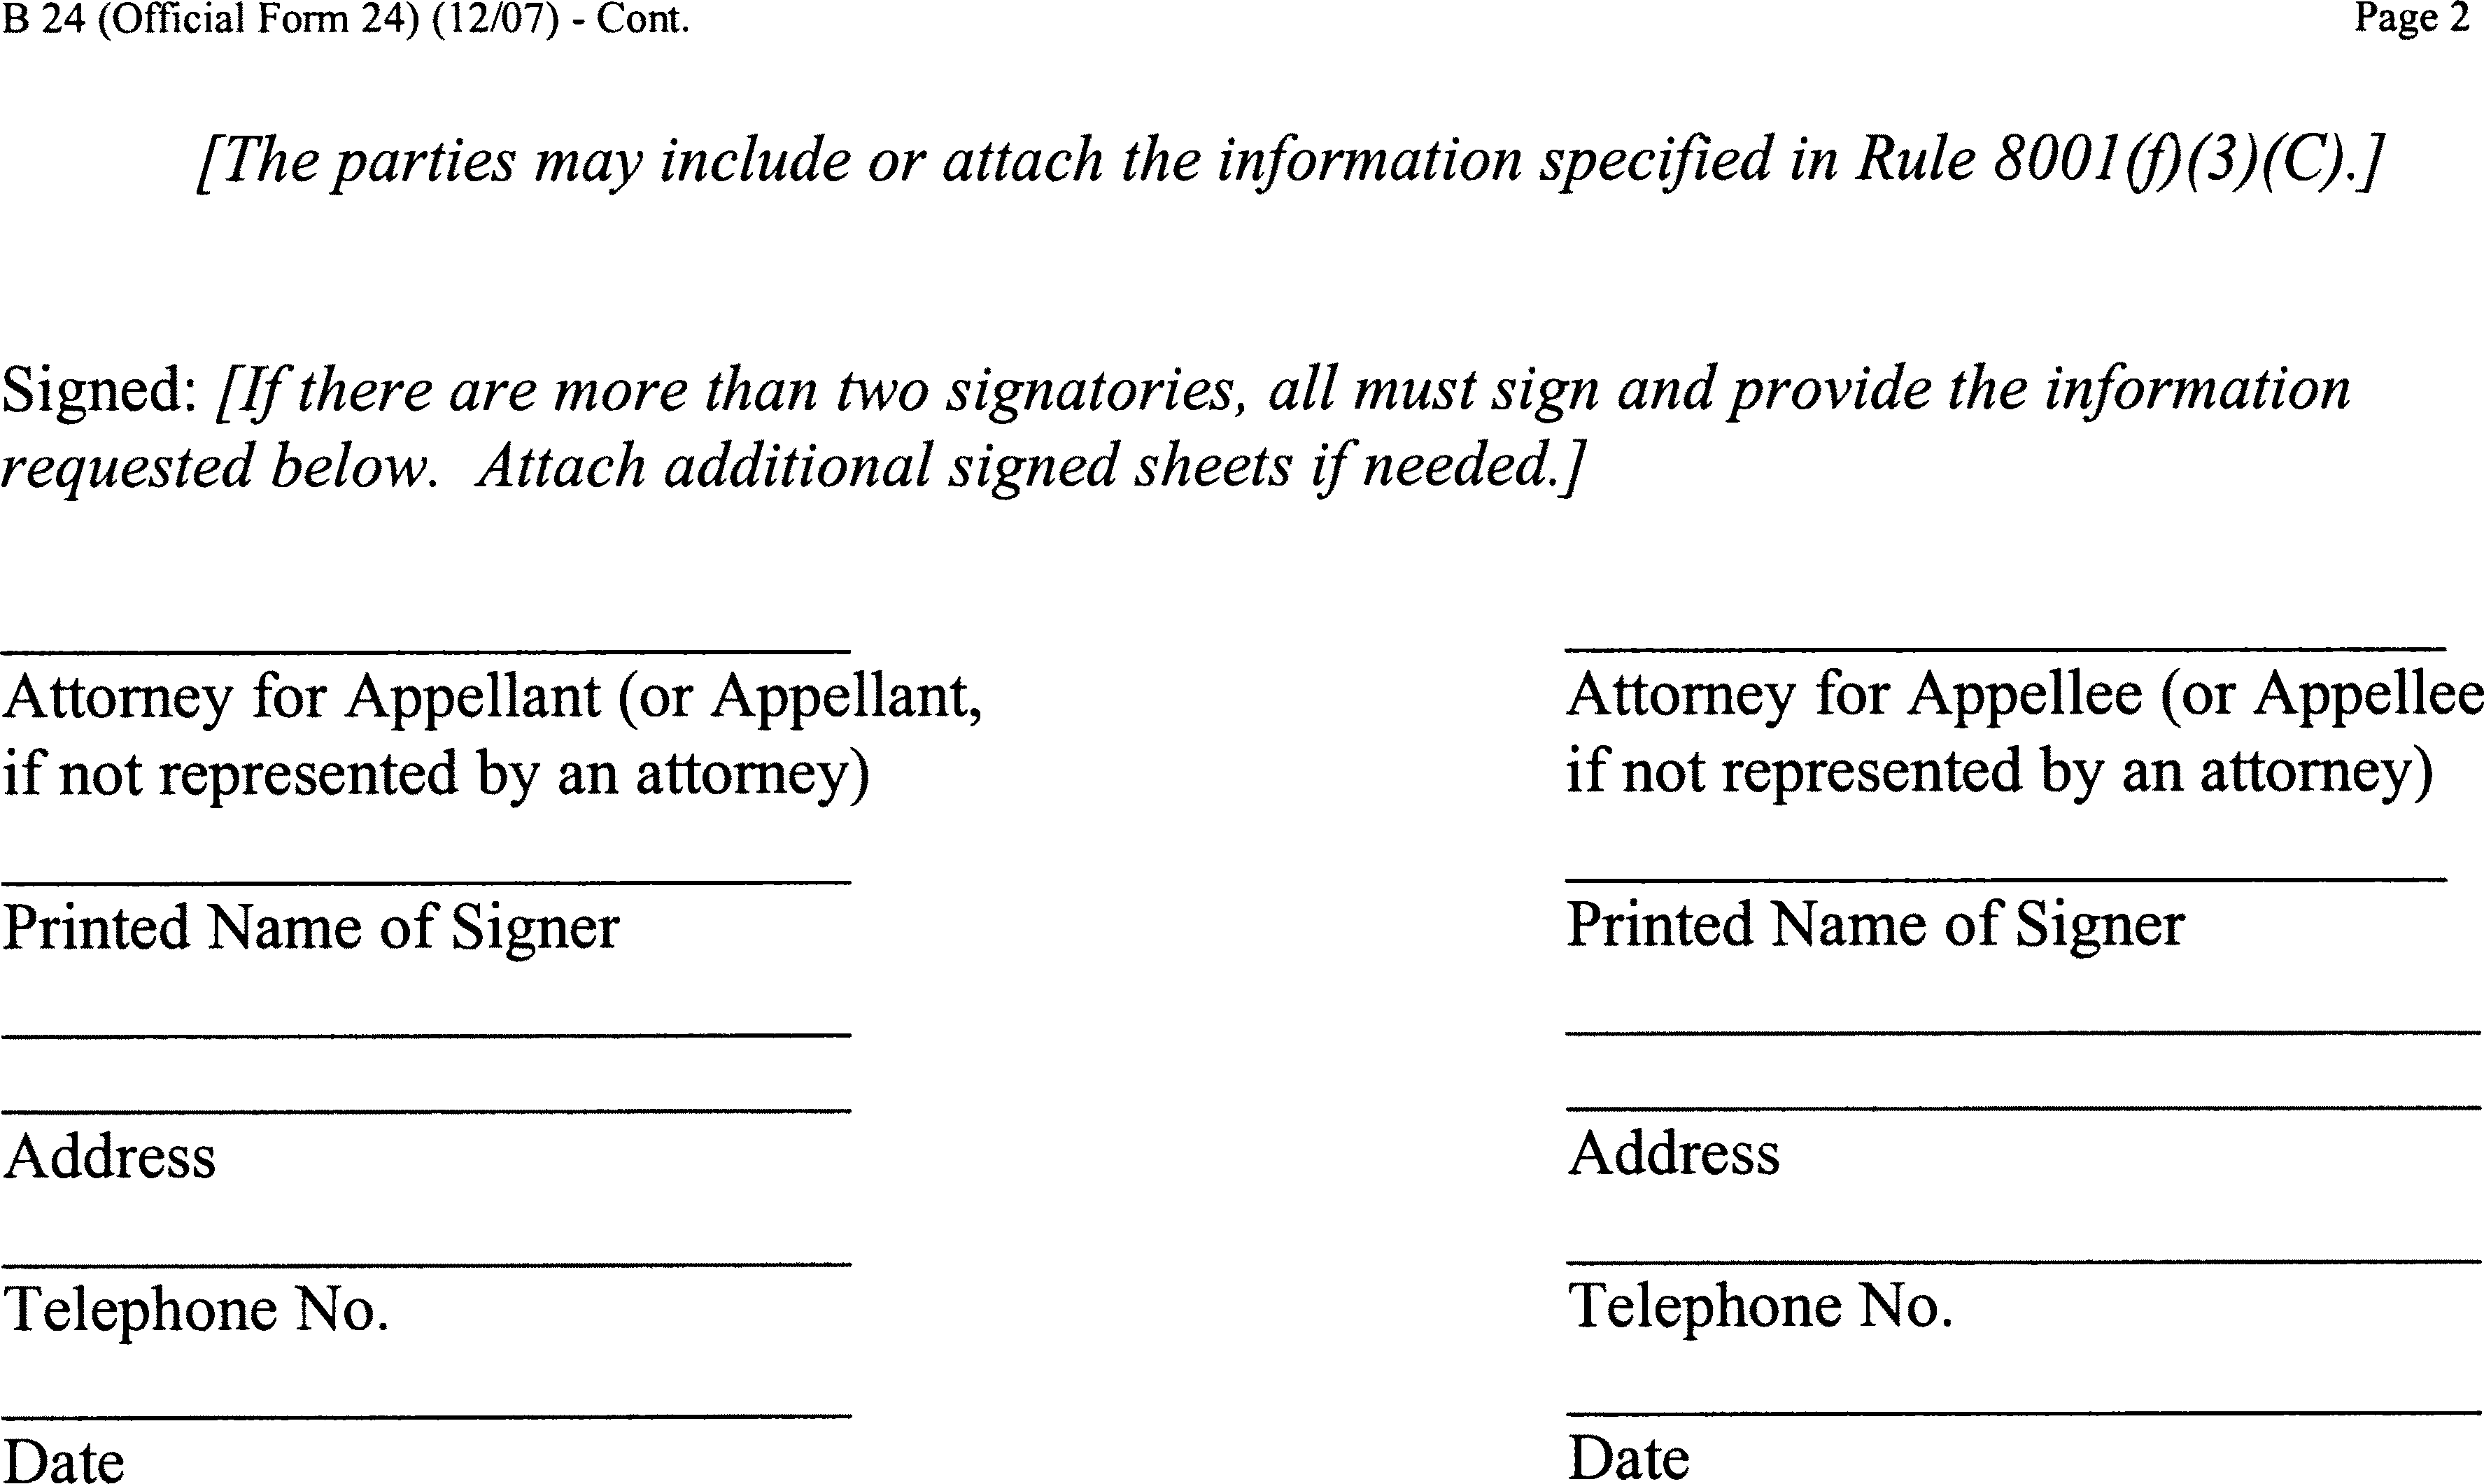 B 24 (Official Form 24) (12/07) - Cont. Page 2
[The parties may include or attach the information specified in Rule 8001(f)(3)(C).]
Signed: [If there are more than two signatories, all must sign and provide the information
requested below. Attach additional signed sheets if needed.]
Attorney for Appellant (or Appellant, Attorney for Appellee (or Appellee
if not represented by an attorney) if not represented by an attorney)
Printed Name of Signer Printed Name of Signer
Address Address
Telephone No. Telephone No.
Date Date